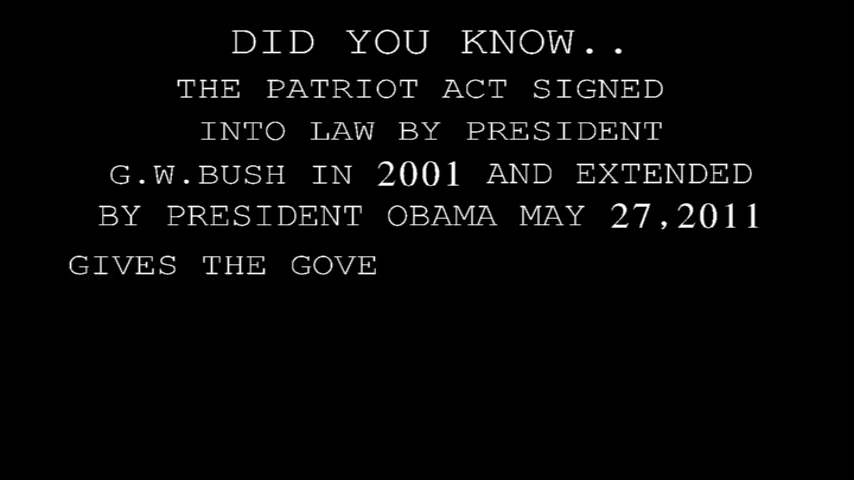 DID YOU KNOW..
THE PATRIOT ACT SIGNED
INTO LAW BY PRESIDENT
G.W.BUSH IN 2001 AND EXTENDED
BY PRESIDENT OBAMA MAY 27,2011
GIVES THE GOVE